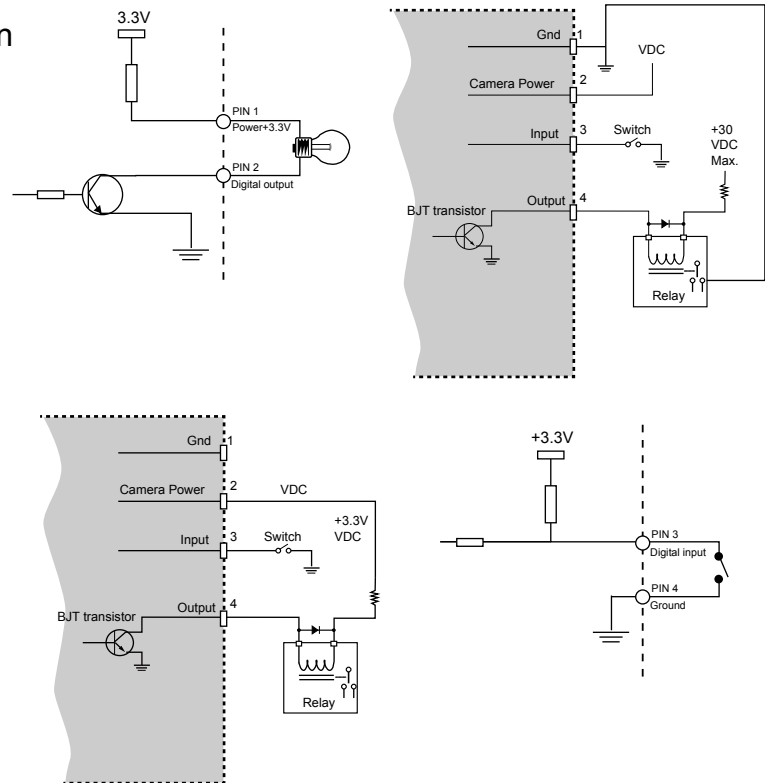 n
3.3V
PIN 1
Power+3.3V
PIN 2
Digital output
Gnd
1
VDC
Camera Power
2
Input
3
Switch
+30
VDC
Max.
Output
4
BJT transistor
Relay
Gnd
1
Camera Power
2
VDC
Input
3
Switch
+3.3V
VDC
Output
4
BJT transistor
Relay
+3.3V
PIN 3
Digital input
PIN 4
Ground